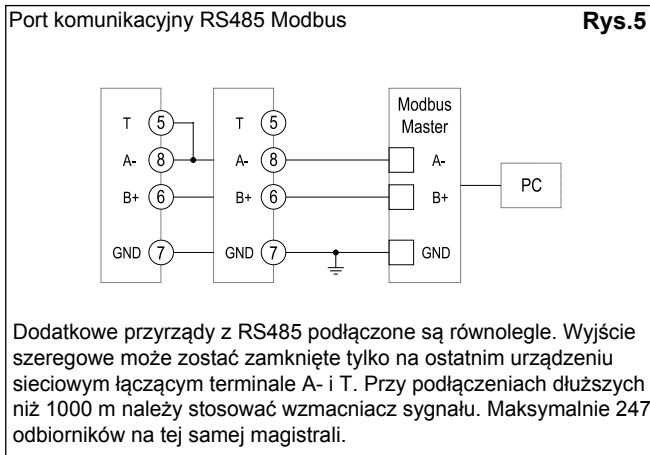 Port komunikacyjny RS485 Modbus
Rys.5
Modbus
Master
T 5 T 5
A- 8 A- 8 A-
B+ 6 B+ 6 B+
PC
GND 7 GND 7 GND
Dodatkowe przyrządy z RS485 podłączone są równolegle. Wyjście
szeregowe może zostać zamknięte tylko na ostatnim urządzeniu
sieciowym łączącym terminale A- i T. Przy podłączeniach dłuższych
niż 1000 m należy stosować wzmacniacz sygnału. Maksymalnie 247
odbiorników na tej samej magistrali.